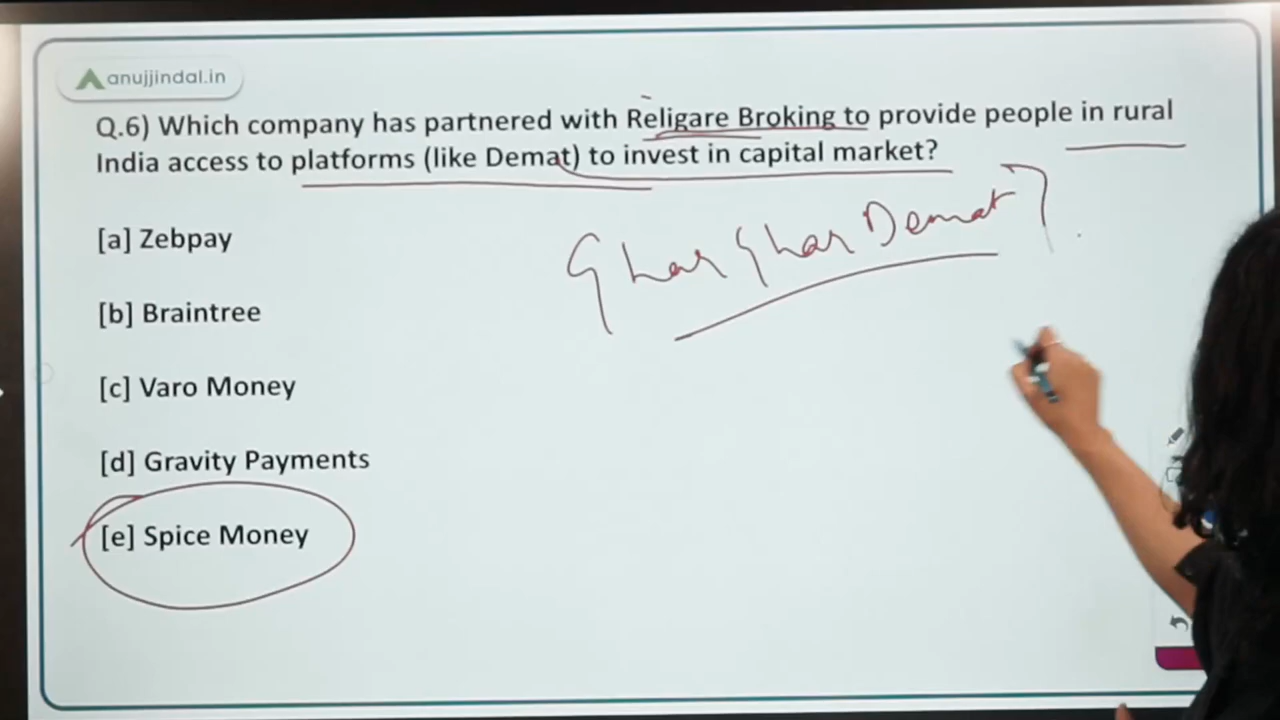 anujjindal.in
Q.6) Which company has partnered with Religare Broking to provide people in rural
India access to platforms (like Demat) to invest in capital market?
Ghar Ghar Demat
[a] Zebpay
[b] Braintree
[c] Varo Money
[d] Gravity Payments
[e] Spice Money